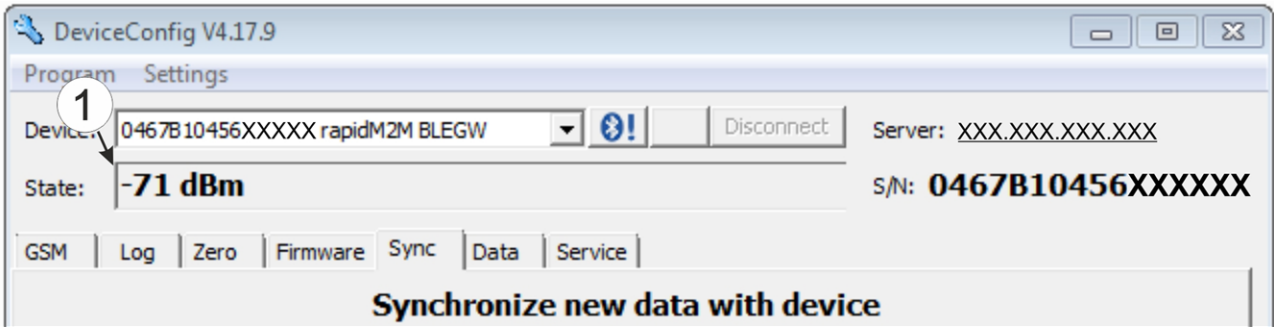 DeviceConfig V4.17.9
Program Settings
1
Device: 0467B10456XXXXX rapidM2M BLEGW ! Disconnect Server: XXX.XXX.XXX.XXX
State: -71 dBm S/N: 0467B10456XXXXXX
GSM Log Zero Firmware Sync Data Service
Synchronize new data with device